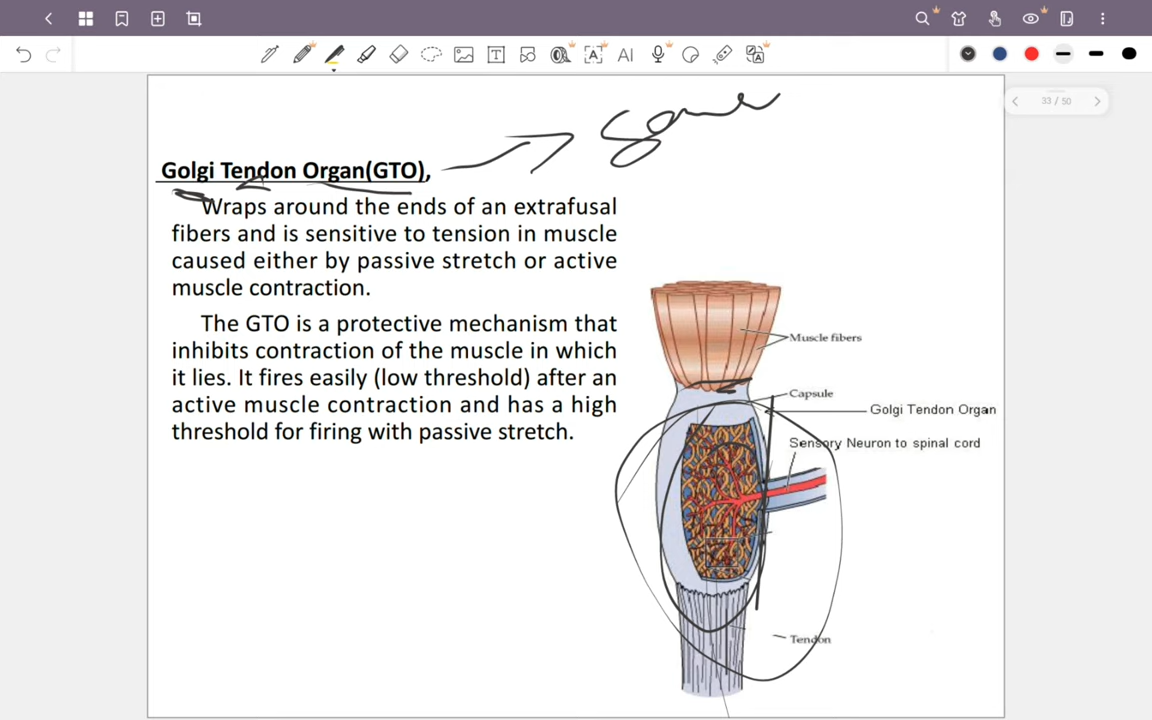 AI
33 / 50
Golgi Tendon Organ(GTO),
Wraps around the ends of an extrafusal
fibers and is sensitive to tension in muscle
caused either by passive stretch or active
muscle contraction.
The GTO is a protective mechanism that
inhibits contraction of the muscle in which
it lies. It fires easily (low threshold) after an
active muscle contraction and has a high
threshold for firing with passive stretch.
Muscle fibers
Capsule
Golgi Tendon Organ
Sensory Neuron to spinal cord
Tendon